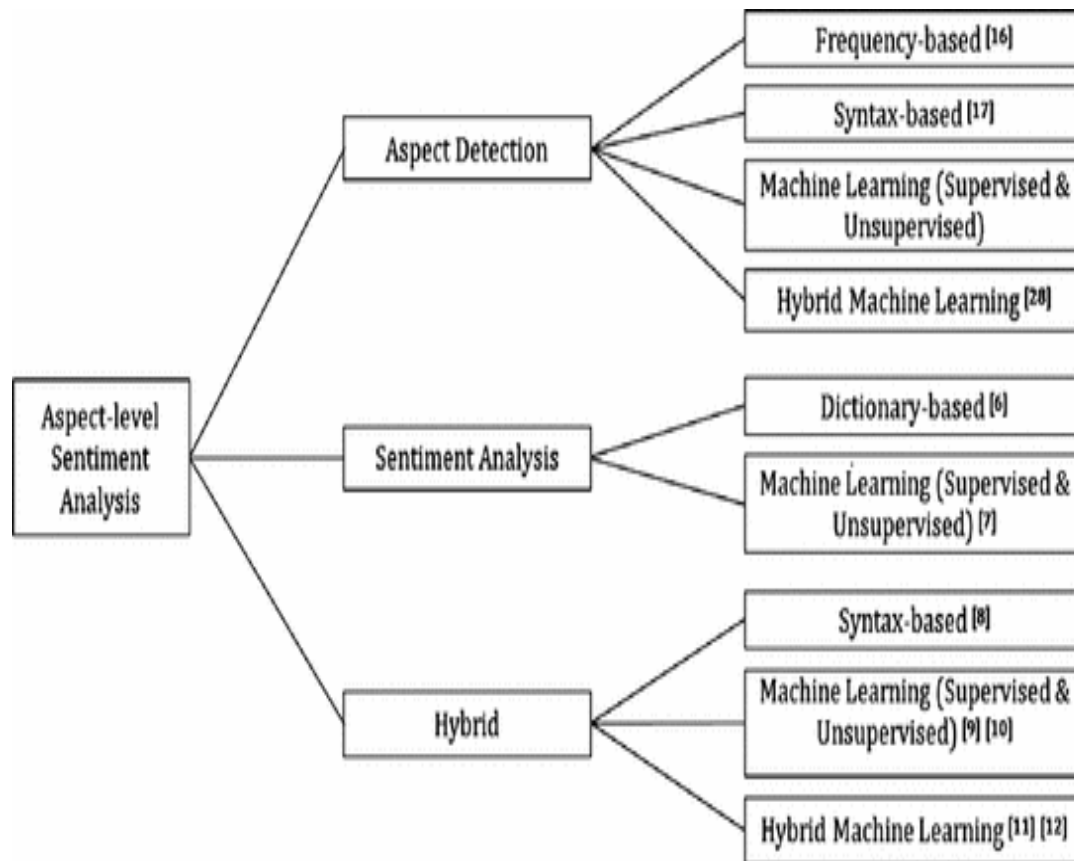 Frequency-based [16]
Syntax-based [17]
Aspect Detection
Machine Learning (Supervised &
Unsupervised)
Hybrid Machine Learning [28]
Aspect-level
Sentiment
Analysis
Sentiment Analysis
Dictionary-based [6]
Machine Learning (Supervised &
Unsupervised) [7]
Hybrid
Syntax-based [8]
Machine Learning (Supervised &
Unsupervised) [9] [10]
Hybrid Machine Learning [11] [12]